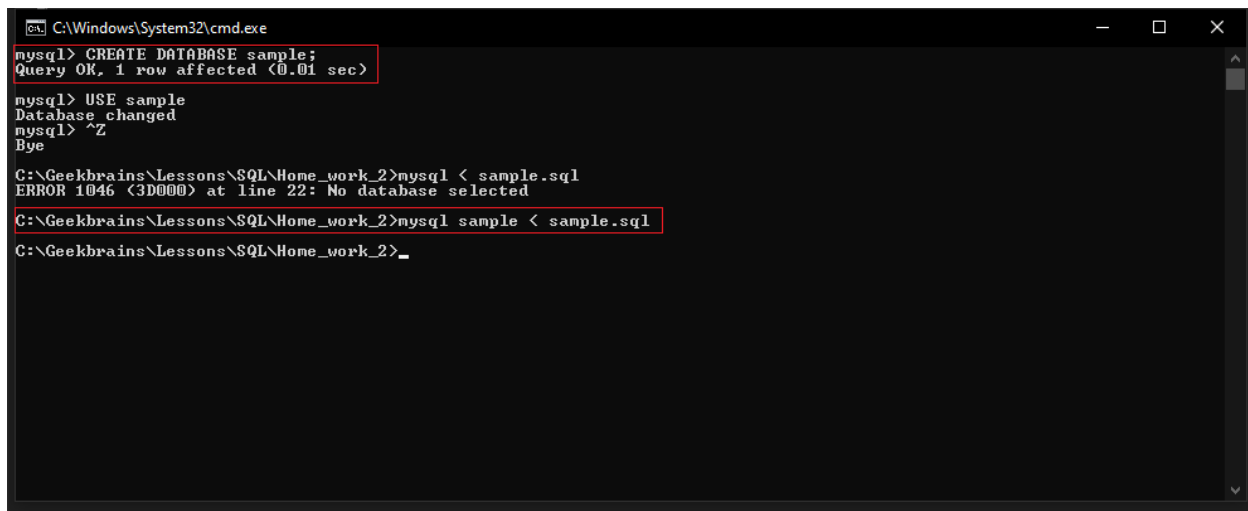 C:\Windows\System32\cmd.exe
mysql> CREATE DATABASE sample;
Query OK, 1 row affected (0.01 sec)
mysql> USE sample
Database changed
mysql> ^Z
Bye
C:\Geekbrains\Lessons\SQL\Home_work_2>mysql < sample.sql
ERROR 1046 (3D000) at line 22: No database selected
C:\Geekbrains\Lessons\SQL\Home_work_2>mysql sample < sample.sql
C:\Geekbrains\Lessons\SQL\Home_work_2>